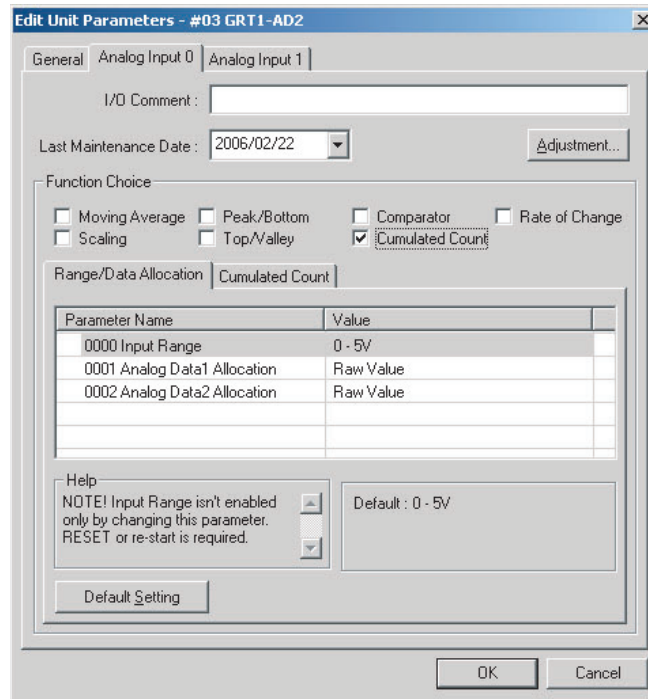 Edit Unit Parameters - #03 GRT1-AD2
General Analog Input 0 Analog Input 1
I/O Comment :
Last Maintenance Date : 2006/02/22 Adjustment...
Function Choice
Moving Average Peak/Bottom Comparator Rate of Change
Scaling Top/Valley Cumulated Count
Range/Data Allocation Cumulated Count
Parameter Name Value
0000 Input Range 0 - 5V
0001 Analog Data1 Allocation Raw Value
0002 Analog Data2 Allocation Raw Value
Help
NOTE! Input Range isn't enabled
only by changing this parameter.
RESET or re-start is required.
Default : 0 - 5V
Default Setting
OK Cancel